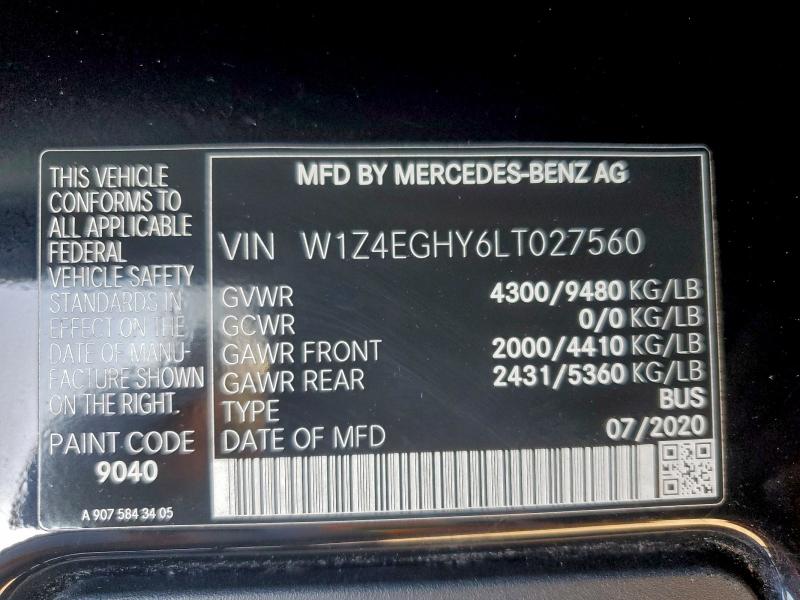 THIS VEHICLE
CONFORMS TO
ALL APPLICABLE
FEDERAL
VEHICLE SAFETY
STANDARDS IN
EFFECT ON THE
DATE OF MANU-
FACTURE SHOWN
ON THE RIGHT.
PAINT CODE
9040
A 907 584 34 05
MFD BY MERCEDES-BENZ AG
VIN W1Z4EGHY6LT027560
GVWR 4300/9480 KG/LB
GCWR 0/0 KG/LB
GAWR FRONT 2000/4410 KG/LB
GAWR REAR 2431/5360 KG/LB
TYPE BUS
DATE OF MFD 07/2020